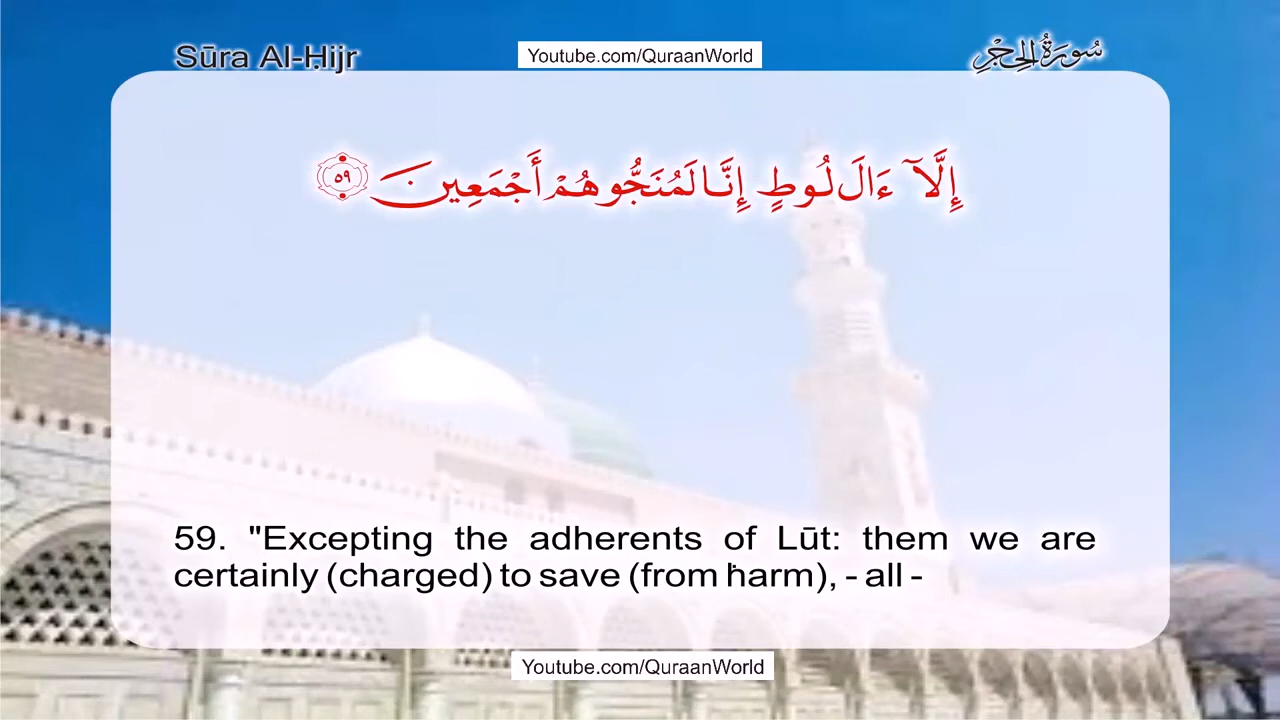 Sūra Al-Ḥijr
Youtube.com/QuraanWorld
سُورَةُ الحِجْرِ
إِلَّآ ءَالَ لُوطٍ إِنَّا لَمُنَجُّوهُمْ أَجْمَعِينَ ٥٩
59. "Excepting the adherents of Lūt: them we are
certainly (charged) to save (from harm), - all -
Youtube.com/QuraanWorld